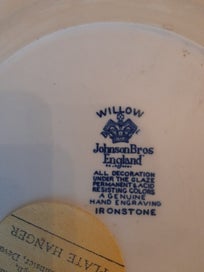 WILLOW
Johnson Bros
England
ALL DECORATION
UNDER THE GLAZE
PERMANENT & ACID
RESISTING COLORS
A GENUINE
HAND ENGRAVING
IRONSTONE
PLATE HANGER